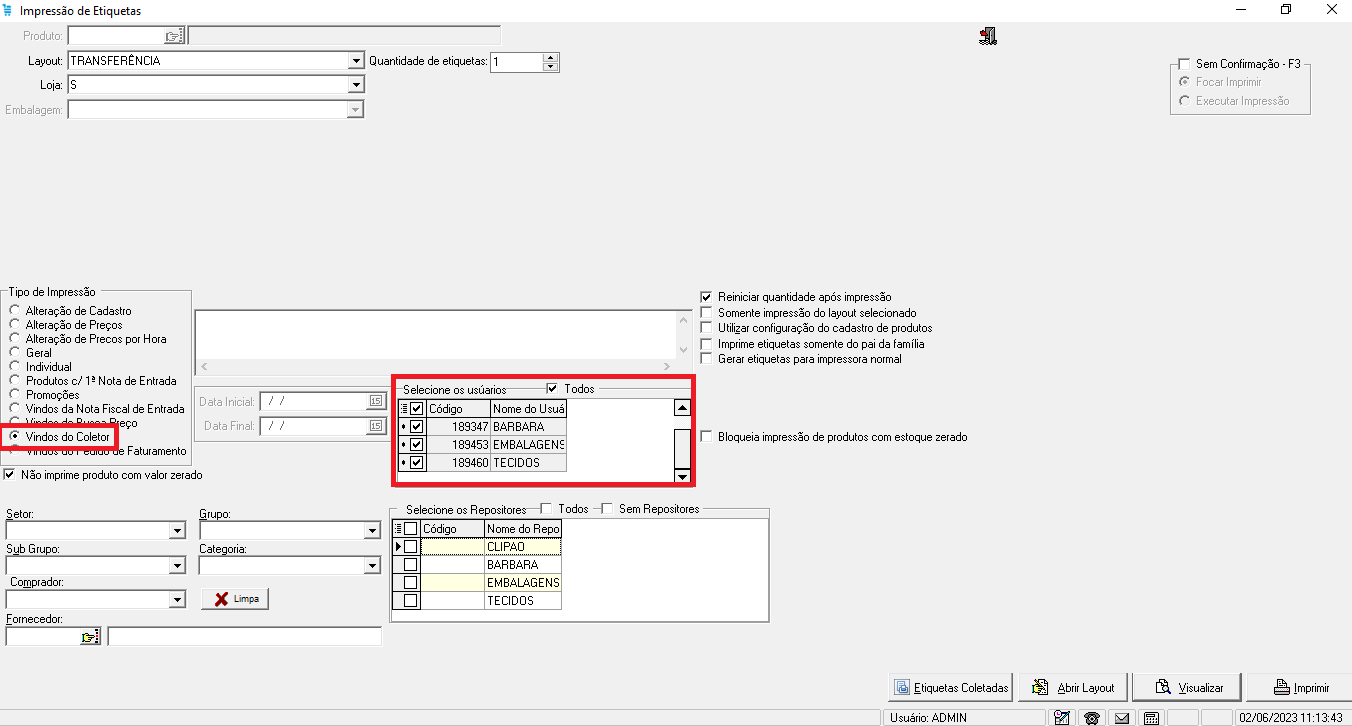 Impressão de Etiquetas
Produto:
Layout: TRANSFERÊNCIA Quantidade de etiquetas: 1
Loja: S
Embalagem:
Sem Confirmação - F3
Focar Imprimir
Executar Impressão
Tipo de Impressão
Alteração de Cadastro
Alteração de Preços
Alteração de Precos por Hora
Geral
Individual
Produtos c/ 1ª Nota de Entrada
Promoções
Vindos da Nota Fiscal de Entrada
Vindos do Busca Preço
Vindos do Coletor
Vindos do Pedido de Faturamento
Não imprime produto com valor zerado
Data Inicial: / / 15
Data Final: / / 15
Selecione os usúarios Todos
Código Nome do Usuá
189347 BARBARA
189453 EMBALAGENS
189460 TECIDOS
Reiniciar quantidade após impressão
Somente impressão do layout selecionado
Utilizar configuração do cadastro de produtos
Imprime etiquetas somente do pai da família
Gerar etiquetas para impressora normal
Bloqueia impressão de produtos com estoque zerado
Setor: Grupo:
Sub Grupo: Categoria:
Comprador:
Limpa
Fornecedor:
Selecione os Repositores Todos Sem Repositores
Código Nome do Repo
CLIPAO
BARBARA
EMBALAGENS
TECIDOS
Etiquetas Coletadas Abrir Layout Visualizar Imprimir
Usuário: ADMIN 02/06/2023 11:13:43